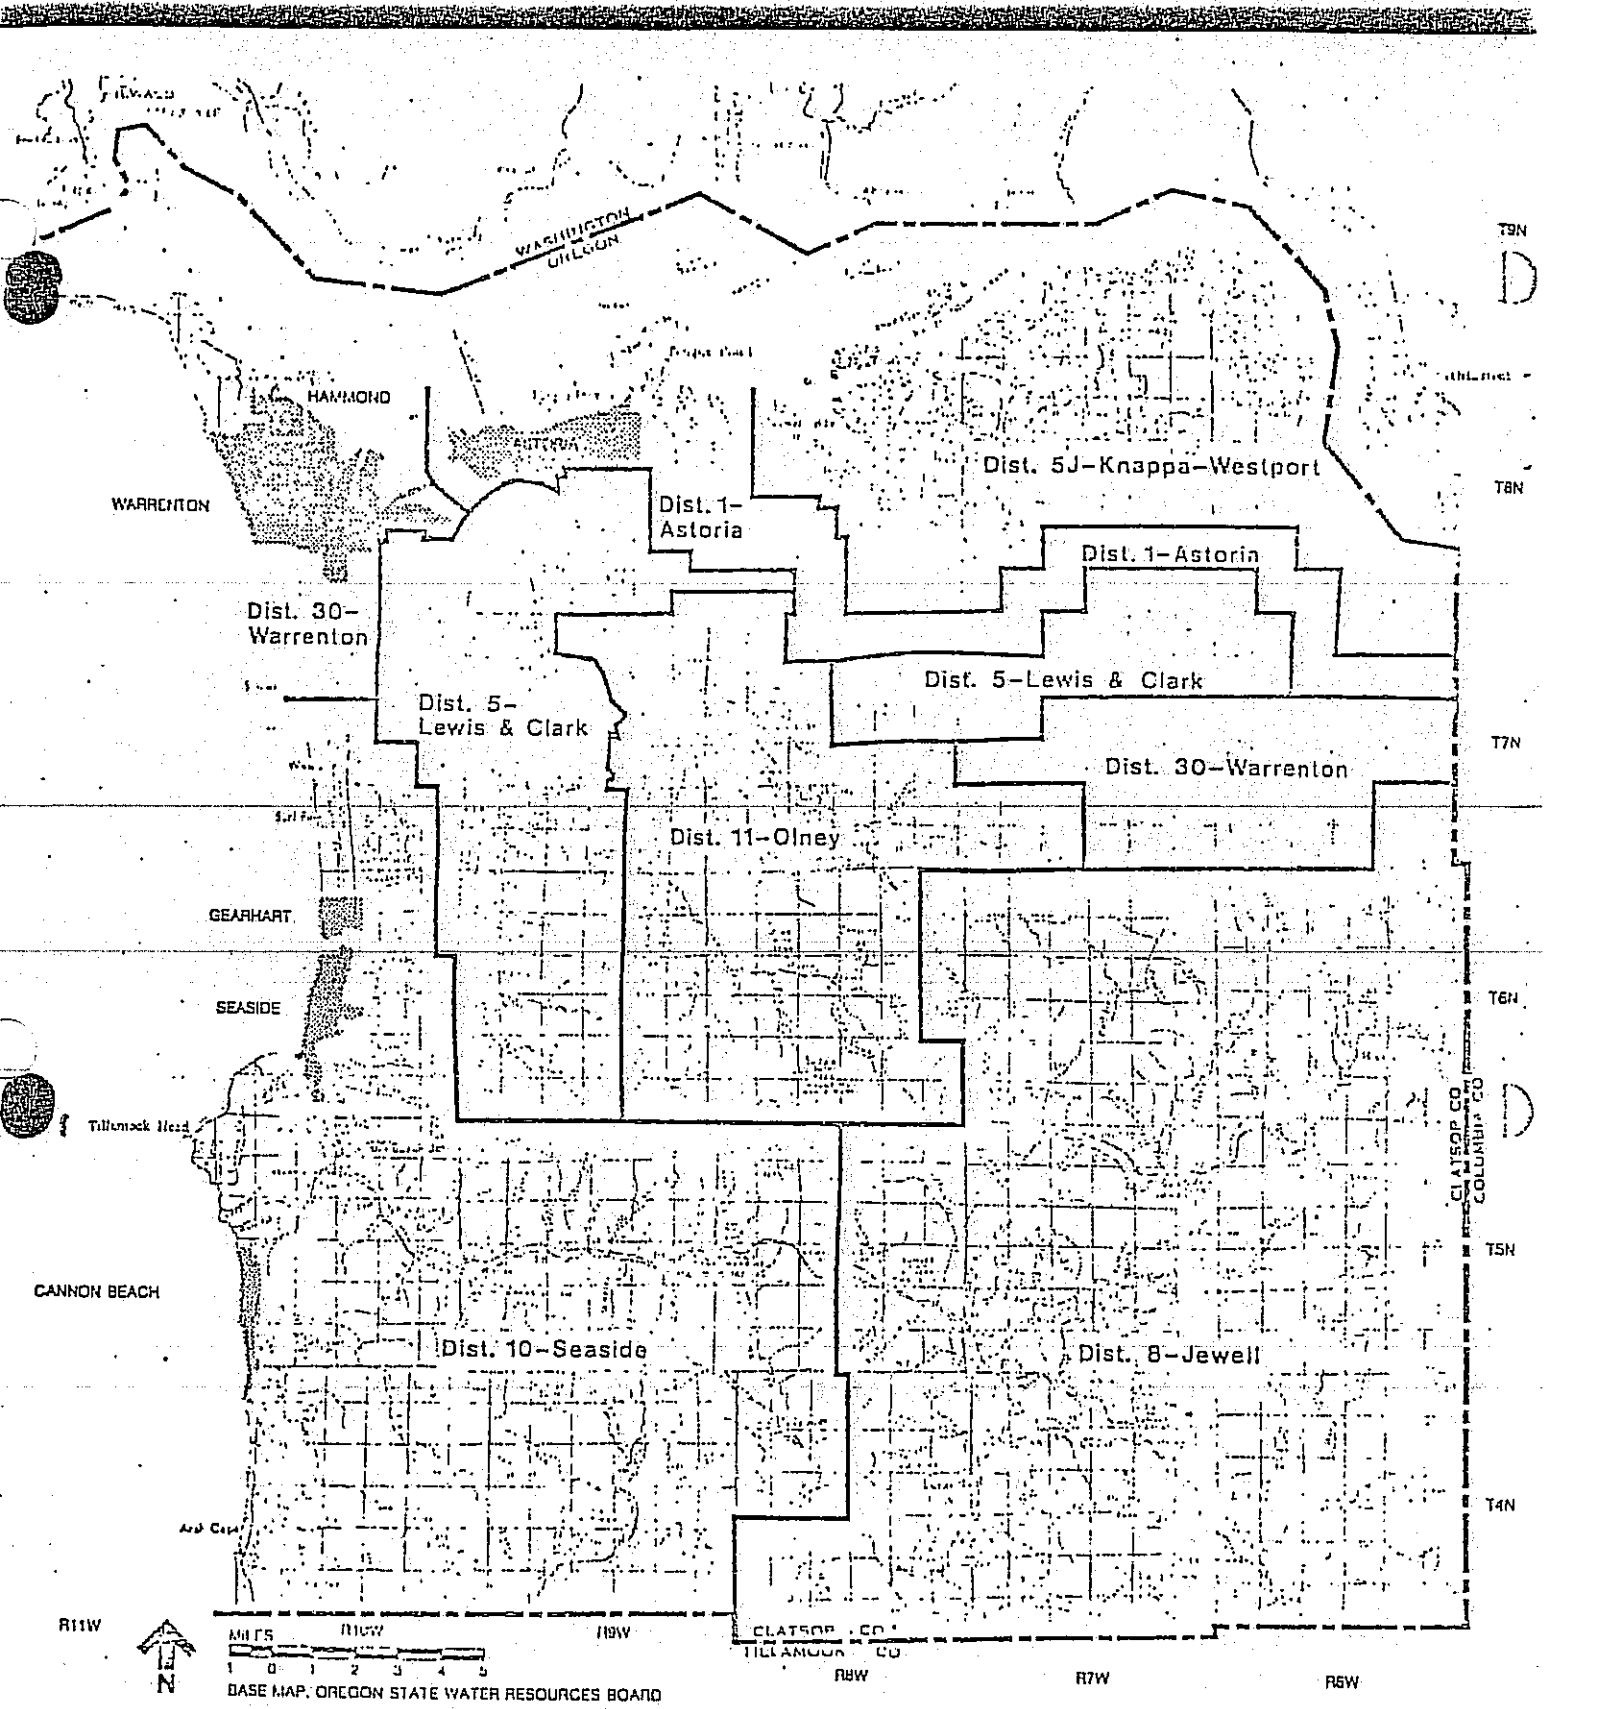 WASHINGTON
OREGON
T9N
HAMMOND
ASTORIA
Dist. 5J-Knappa-Westport
T8N
WARRENTON
Dist. 1-
Astoria
Dist. 1-Astoria
Dist. 30-
Warrenton
Dist. 5-Lewis & Clark
Dist. 5-
Lewis & Clark
T7N
Dist. 30-Warrenton
Dist. 11-Olney
GEARHART
T6N
SEASIDE
Tillamook Head
CLATSOP CO
COLUMBIA CO
T5N
CANNON BEACH
Dist. 10-Seaside
Dist. 8-Jewell
T4N
R11W
R10W
R9W
CLATSOP CO
TILLAMOOK CO
R8W
R7W
R6W
N
MILES
1 0 1 2 3 4 5
BASE MAP, OREGON STATE WATER RESOURCES BOARD